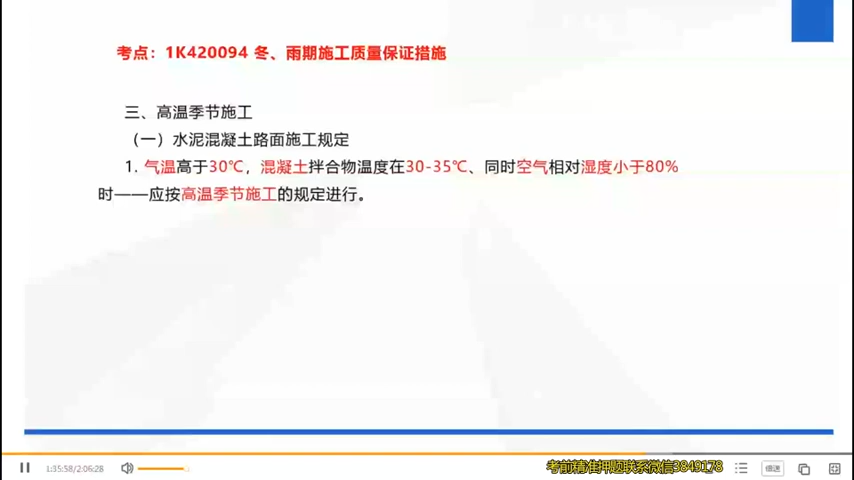 考点：1K420094 冬、雨期施工质量保证措施
三、高温季节施工
（一）水泥混凝土路面施工规定
1. 气温高于30℃，混凝土拌合物温度在30-35℃、同时空气相对湿度小于80%
时——应按高温季节施工的规定进行。
1:35:58/2:06:28
考前精准押题联系微信3849178
倍速